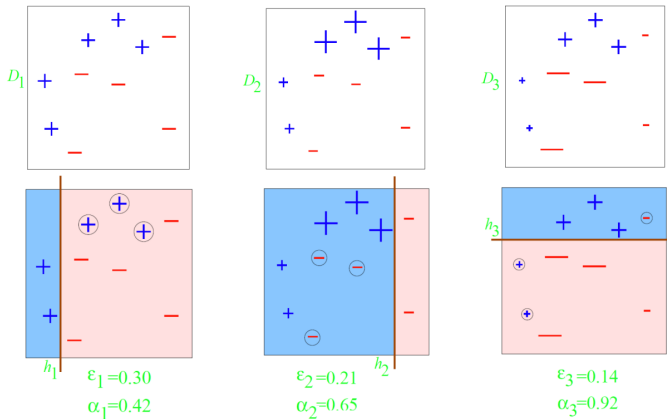 D₁
D₂
D₃
h₁
h₂
h₃
ε₁=0.30
α₁=0.42
ε₂=0.21
α₂=0.65
ε₃=0.14
α₃=0.92